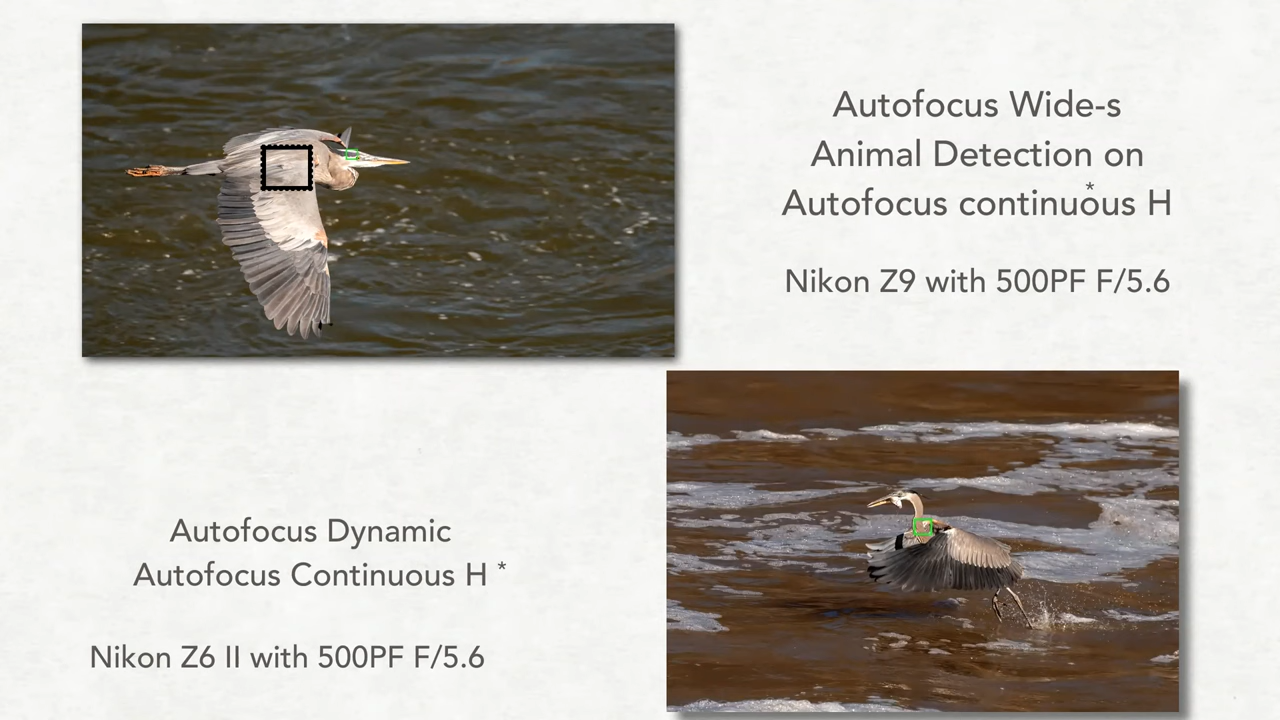 Autofocus Wide-s
Animal Detection on
Autofocus continuous H
*
Nikon Z9 with 500PF F/5.6
Autofocus Dynamic
Autofocus Continuous H *
Nikon Z6 II with 500PF F/5.6